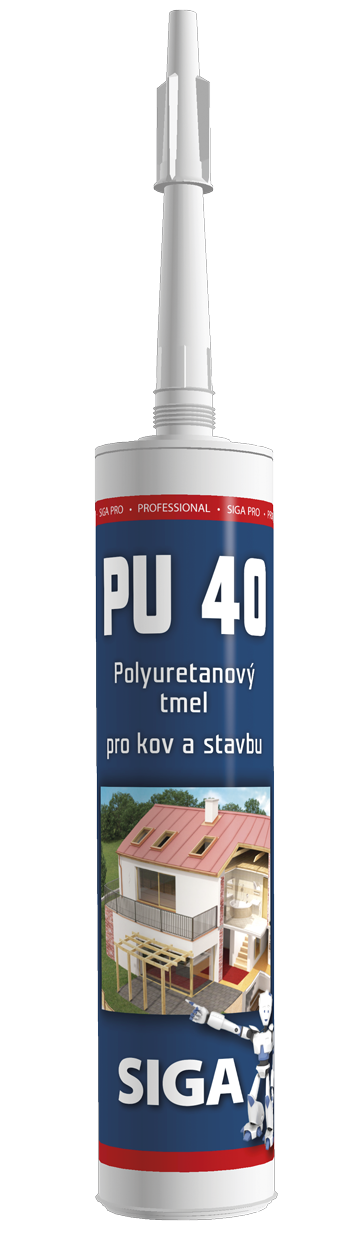 SIGA PRO • PROFESSIONAL • SIGA PRO •
PU 40
Polyuretanový
tmel
pro kov a stavbu
SIGA